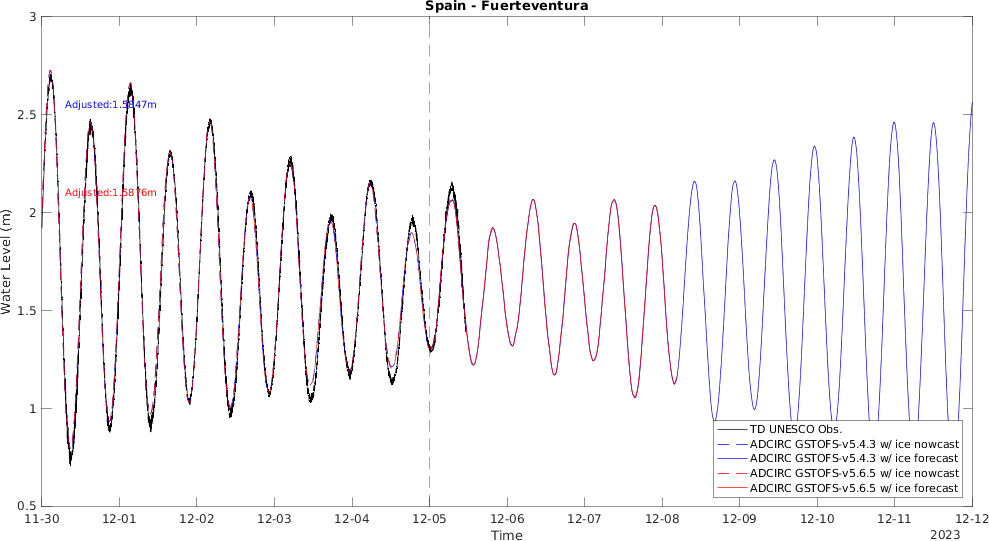 Spain - Fuerteventura
3
2.5
2
1.5
1
0.5
Water Level (m)
Adjusted:1.5847m
Adjusted:1.5876m
TD UNESCO Obs.
ADCIRC GSTOFS-v5.4.3 w/ ice nowcast
ADCIRC GSTOFS-v5.4.3 w/ ice forecast
ADCIRC GSTOFS-v5.6.5 w/ ice nowcast
ADCIRC GSTOFS-v5.6.5 w/ ice forecast
11-30 12-01 12-02 12-03 12-04 12-05 12-06 12-07 12-08 12-09 12-10 12-11 12-12
Time
2023